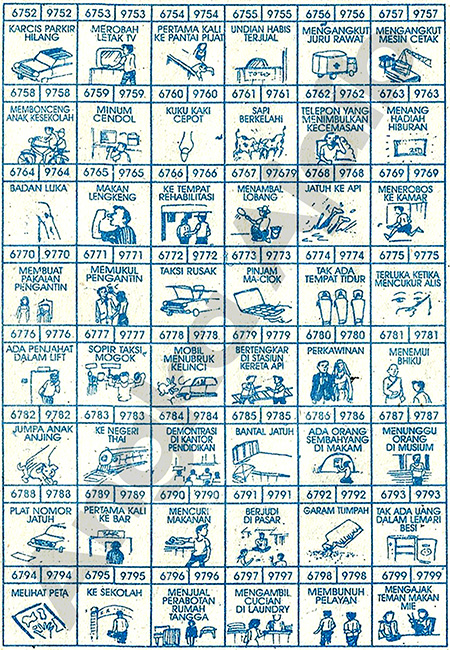 6752 9752 6753 9753 6754 9754 6755 9755 6756 9756 6757 9757
KARCIS PARKIR
HILANG
MEROBAH
LETAK TV
PERTAMA KALI
KE PANTAI PIJAT
UNDIAN HABIS
TERJUAL
MENGANGKUT
JURU RAWAT
MENGANGKUT
MESIN CETAK
6758 9758 6759 9759 6760 9760 6761 9761 6762 9762 6763 9763
MEMBONCENG
ANAK KESEKOLAH
MINUM
CENDOL
KUKU KAKI
CEPOT
SAPI
BERKELAHI
TELEPON YANG
MENIMBULKAN
KECEMASAN
MENANG
HADIAH
HIBURAN
6764 9764 6765 9765 6766 9766 6767 97679 6768 9768 6769 9769
BADAN LUKA
MAKAN
LENGKENG
KE TEMPAT
REHABILITASI
MENAMBAL
LOBANG
JATUH KE API
MENEROBOS
KE KAMAR
6770 9770 6771 9771 6772 9772 6773 9773 6774 9774 6775 9775
MEMBUAT
PAKAIAN
PENGANTIN
MEMUKUL
PENGANTIN
TAKSI RUSAK
PINJAM
MA-CIOK
TAK ADA
TEMPAT TIDUR
TERLUKA KETIKA
MENCUKUR ALIS
6776 9776 6777 9777 6778 9778 6779 9779 6780 9780 6781 9781
ADA PENJAHAT
DALAM LIFT
SOPIR TAKSI
MOGOK
MOBIL
MENUBRUK
KELINCI
BERTENGKAR
DI STASIUN
KERETA API
PERKAWINAN
MENEMUI
BHIKU
6782 9782 6783 9783 6784 9784 6785 9785 6786 9786 6787 9787
JUMPA ANAK
ANJING
KE NEGERI
THAI
DEMONTRASI
DI KANTOR
PENDIDIKAN
BANTAL JATUH
ADA ORANG
SEMBAHYANG
DI MAKAM
MENUNGGU
ORANG
DI MUSIUM
6788 9788 6789 9789 6790 9790 6791 9791 6792 9792 6793 9793
PLAT NOMOR
JATUH
PERTAMA KALI
KE BAR
MENCURI
MAKANAN
BERJUDI
DI PASAR
GARAM TUMPAH
TAK ADA UANG
DALAM LEMARI
BESI
6794 9794 6795 9795 6796 9796 6797 9797 6798 9798 6799 9799
MELIHAT PETA
KE SEKOLAH
MENJUAL
PERABOTAN
RUMAH
TANGGA
MENGAMBIL
CUCIAN
DI LAUNDRY
MEMBUNUH
PELAYAN
MENGAJAK
TEMAN MAKAN
MIE